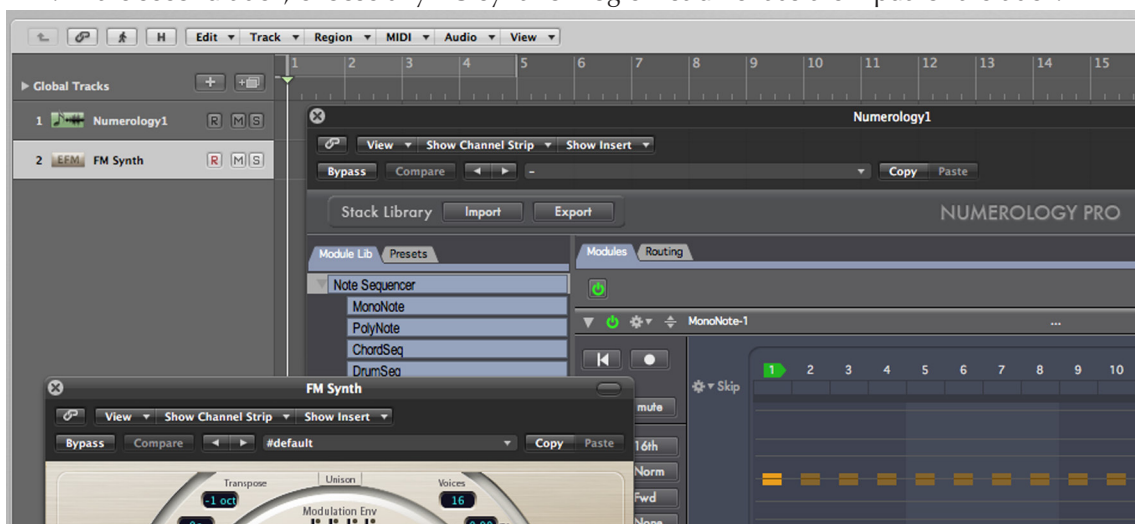 H Edit Track Region MIDI Audio View
1 2 3 4 5 6 7 8 9 10 11 12 13 14 15
Global Tracks
1 Numerology1 R M S
2 EFM FM Synth R M S
Numerology1
View Show Channel Strip Show Insert
Bypass Compare - Copy Paste
Stack Library Import Export NUMEROLOGY PRO
Module Lib Presets Modules Routing
Note Sequencer
MonoNote
PolyNote
ChordSeq
DrumSeq
MonoNote-1 ...
1 2 3 4 5 6 7 8 9 10
Skip
mute
16th
Norm
Fwd
None
FM Synth
View Show Channel Strip Show Insert
Bypass Compare #default Copy Paste
Transpose Unison Voices
-1 oct 16
Modulation Env